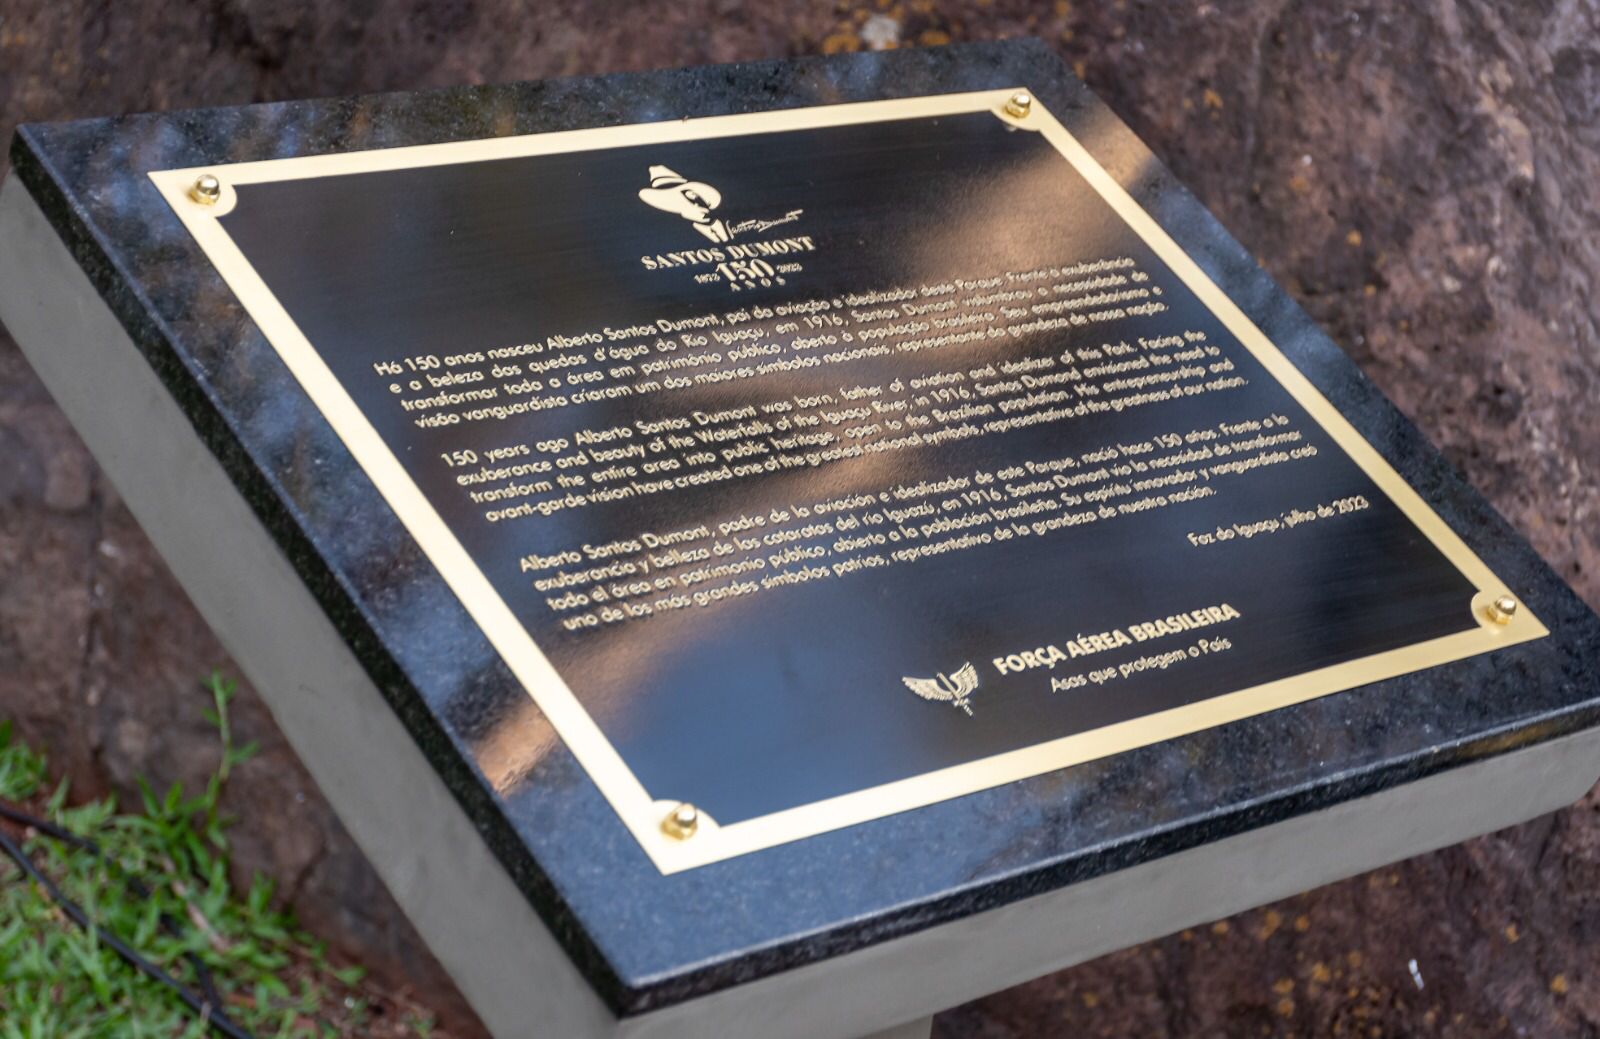 Santos Dumont
SANTOS DUMONT
1873 150 2023
ANOS
Há 150 anos nasceu Alberto Santos Dumont, pai da aviação e idealizador deste Parque. Frente a exuberância
e a beleza das quedas d'água do Rio Iguaçu, em 1916, Santos Dumont vislumbrou a necessidade de
transformar toda a área em patrimônio público, aberto à população brasileira. Seu empreendedorismo e
visão vanguardista criaram um dos maiores símbolos nacionais, representante da grandeza de nossa nação.
150 years ago Alberto Santos Dumont was born, father of aviation and idealizer of this Park. Facing the
exuberance and beauty of the Waterfalls of the Iguaçu River, in 1916, Santos Dumont envisioned the need to
transform the entire area into public heritage, open to the Brazilian population. His entrepreneurship and
avant-garde vision have created one of the greatest national symbols, representative of the greatness of our nation.
Alberto Santos Dumont, padre de la aviación e idealizador de este Parque, nació hace 150 años. Frente a la
exuberancia y belleza de las cataratas del río Iguazú, en 1916, Santos Dumont vio la necesidad de transformar
todo el área en patrimonio público, abierto a la población brasileña. Su espíritu innovador y vanguardista creó
uno de los más grandes símbolos patrios, representativo de la grandeza de nuestra nación.
Foz do Iguaçu, julho de 2023
FORÇA AÉREA BRASILEIRA
Asas que protegem o País